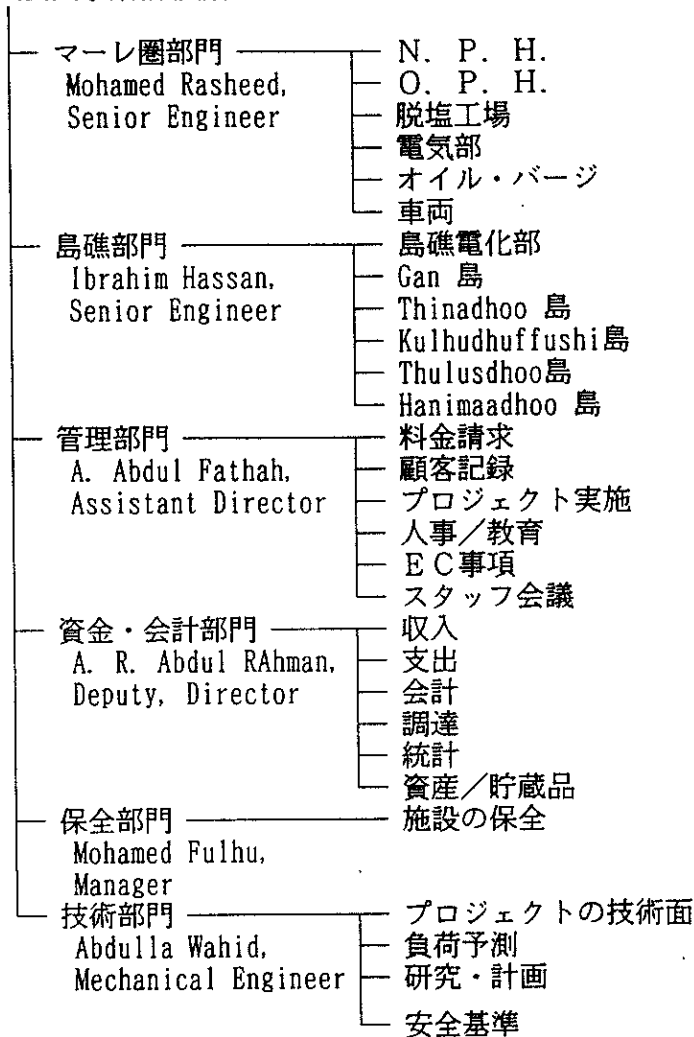 マーレ圏部門
N. P. H.
Mohamed Rasheed,
O. P. H.
Senior Engineer
脱塩工場
電気部
オイル・バージ
車両
島礁部門
島礁電化部
Ibrahim Hassan,
Gan 島
Senior Engineer
Thinadhoo 島
Kulhudhuffushi島
Thulusdhoo島
Hanimaadhoo 島
管理部門
料金請求
A. Abdul Fathah,
顧客記録
Assistant Director
プロジェクト実施
人事／教育
ＥＣ事項
スタッフ会議
資金・会計部門
収入
A. R. Abdul RAhman,
支出
Deputy, Director
会計
調達
統計
資産／貯蔵品
保全部門
施設の保全
Mohamed Fulhu,
Manager
技術部門
プロジェクトの技術面
Abdulla Wahid,
負荷予測
Mechanical Engineer
研究・計画
安全基準